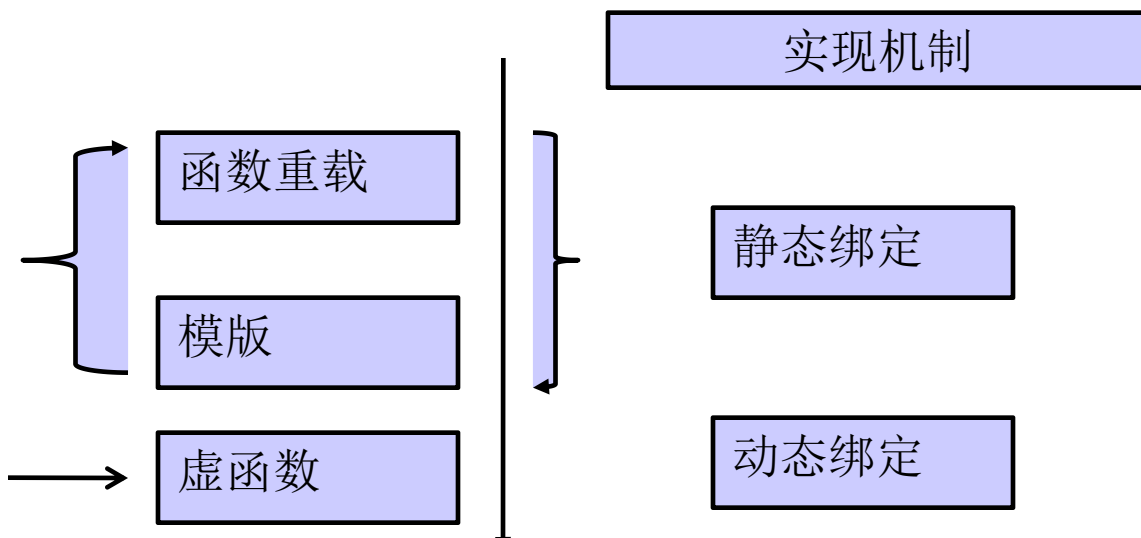 实现机制
函数重载
静态绑定
模版
虚函数
动态绑定